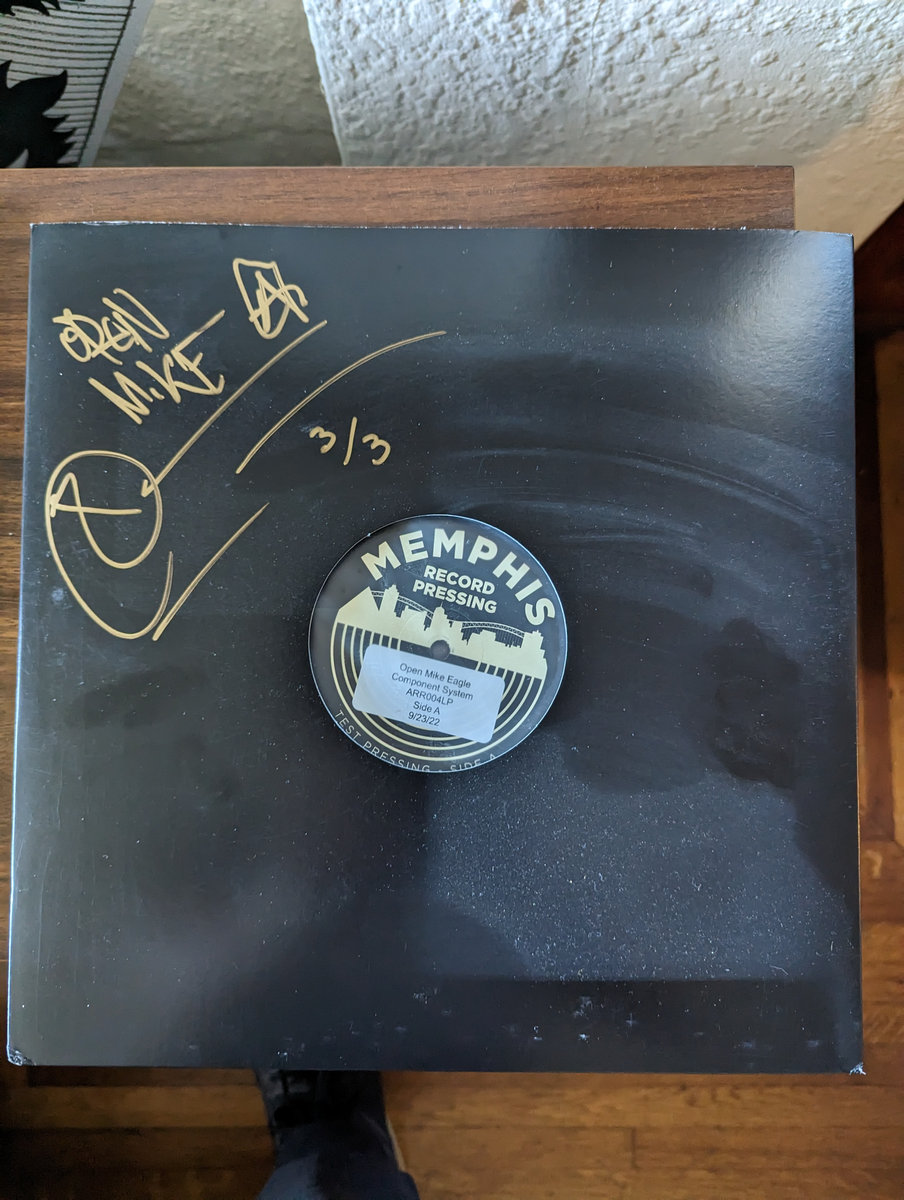 OPEN
MIKE
3/3
MEMPHIS
RECORD
PRESSING
Open Mike Eagle
Component System
ARR004LP
Side A
9/23/22
TEST PRESSING - SIDE A